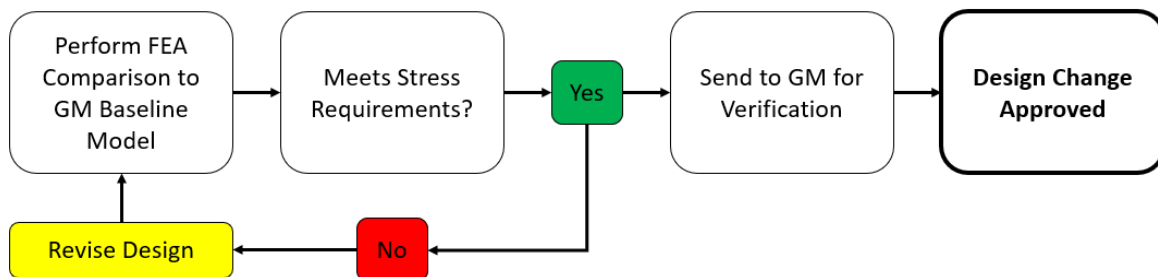 Perform FEA
Comparison to
GM Baseline
Model
Meets Stress
Requirements?
Yes
Send to GM for
Verification
Design Change
Approved
Revise Design
No